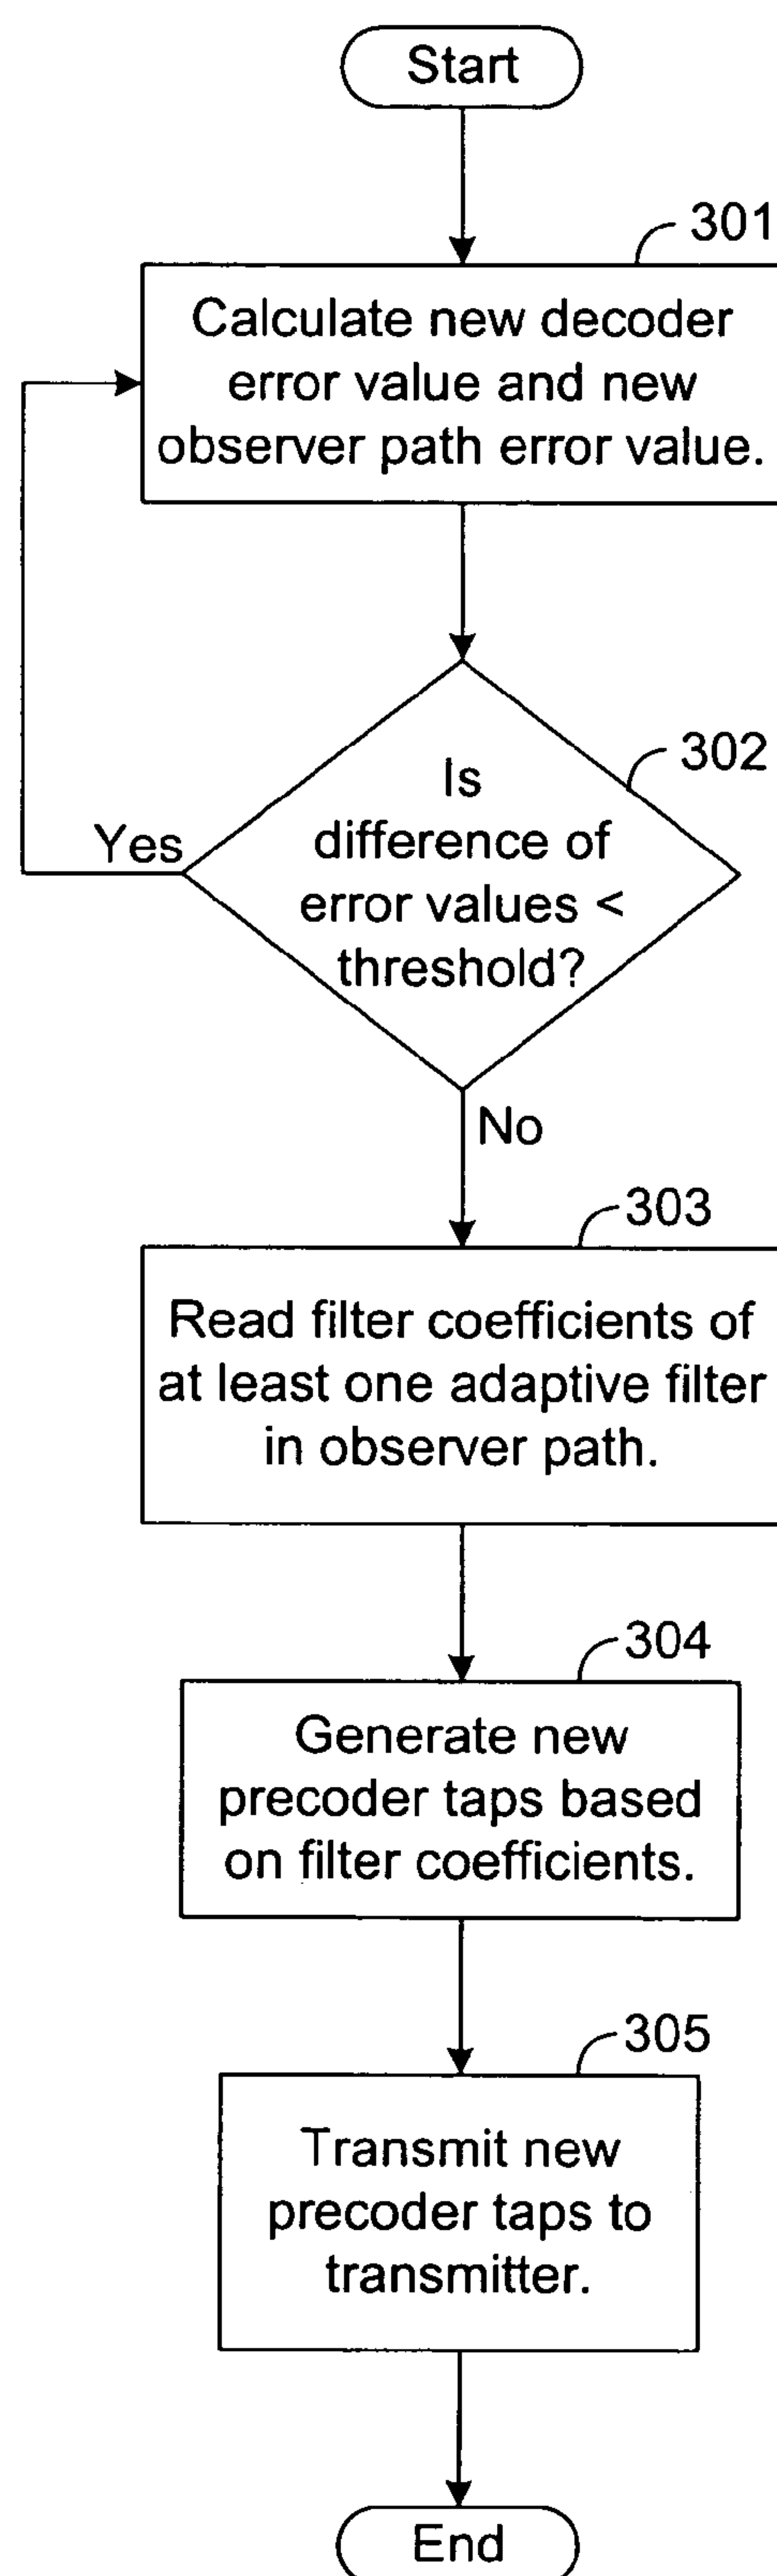 Start
301
Calculate new decoder
error value and new
observer path error value.
302
Is
difference of
error values <
threshold?
Yes
No
303
Read filter coefficients of
at least one adaptive filter
in observer path.
304
Generate new
precoder taps based
on filter coefficients.
305
Transmit new
precoder taps to
transmitter.
End